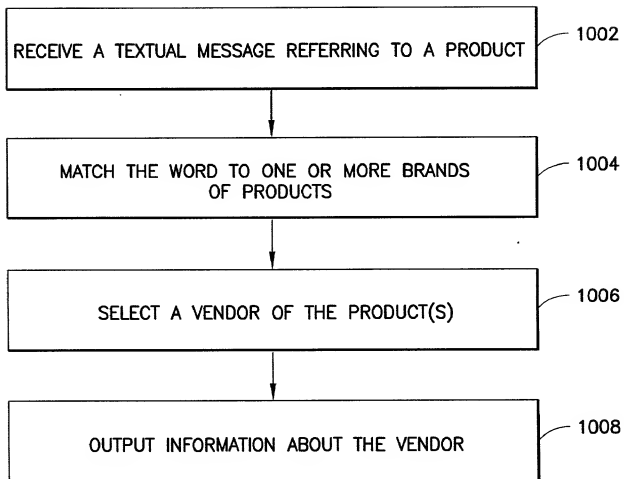 RECEIVE A TEXTUAL MESSAGE REFERRING TO A PRODUCT
1002
MATCH THE WORD TO ONE OR MORE BRANDS
OF PRODUCTS
1004
SELECT A VENDOR OF THE PRODUCT(S)
1006
OUTPUT INFORMATION ABOUT THE VENDOR
1008